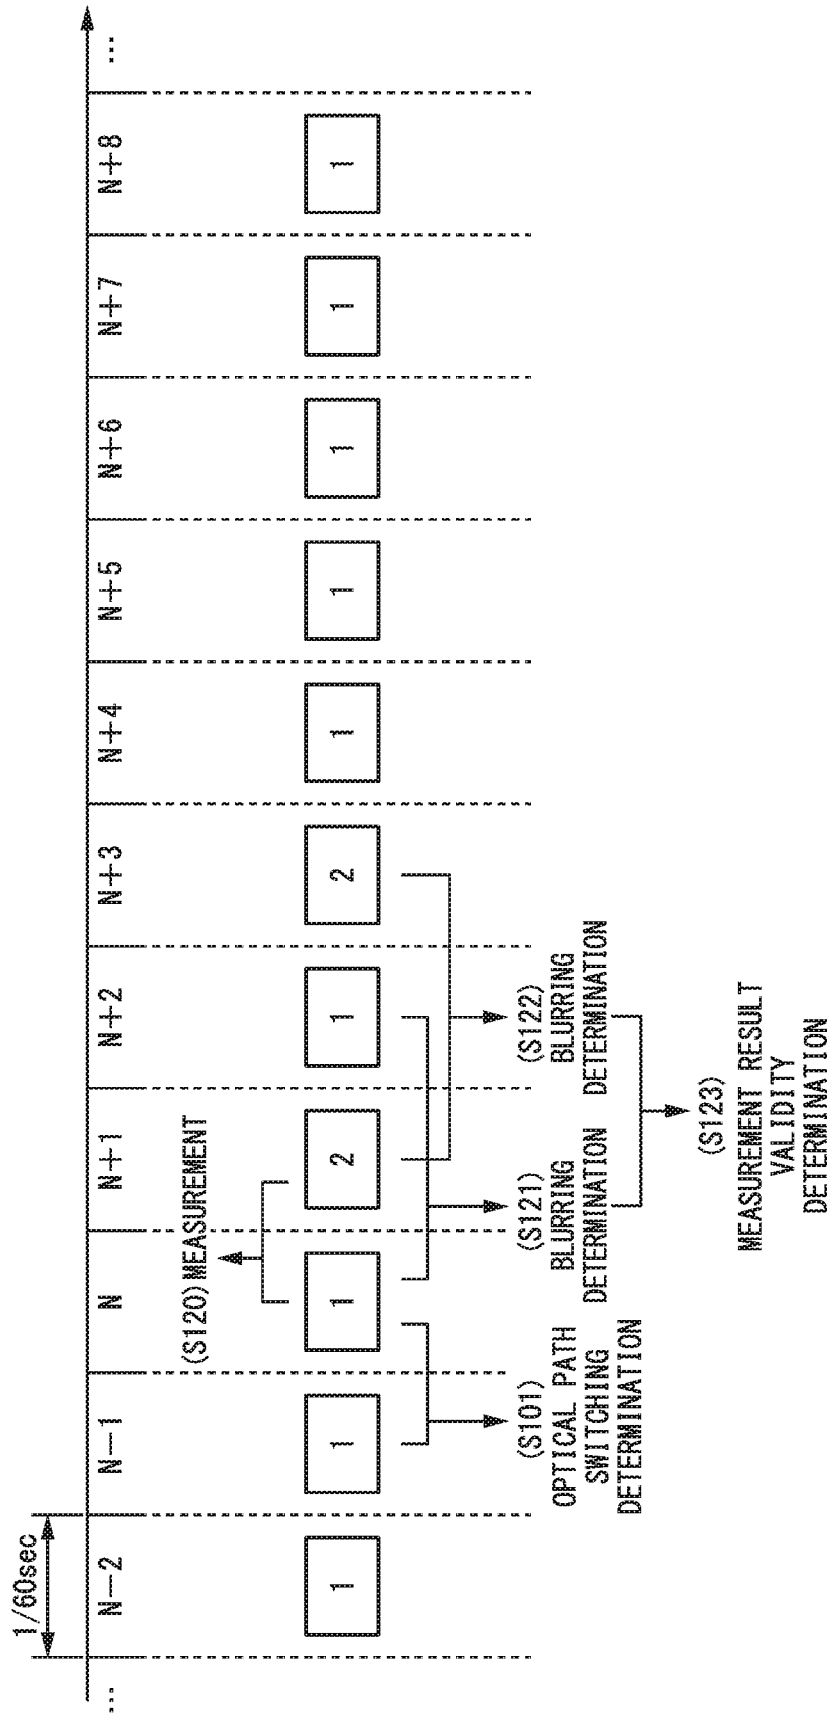 1/60sec
... N-2 N-1 N N+1 N+2 N+3 N+4 N+5 N+6 N+7 N+8 ...
(S120) MEASUREMENT
1 1 1 2 1 2 1 1 1 1 1
(S101)
OPTICAL PATH
SWITCHING
DETERMINATION
(S121)
BLURRING
DETERMINATION
(S122)
BLURRING
DETERMINATION
(S123)
MEASUREMENT RESULT
VALIDITY
DETERMINATION